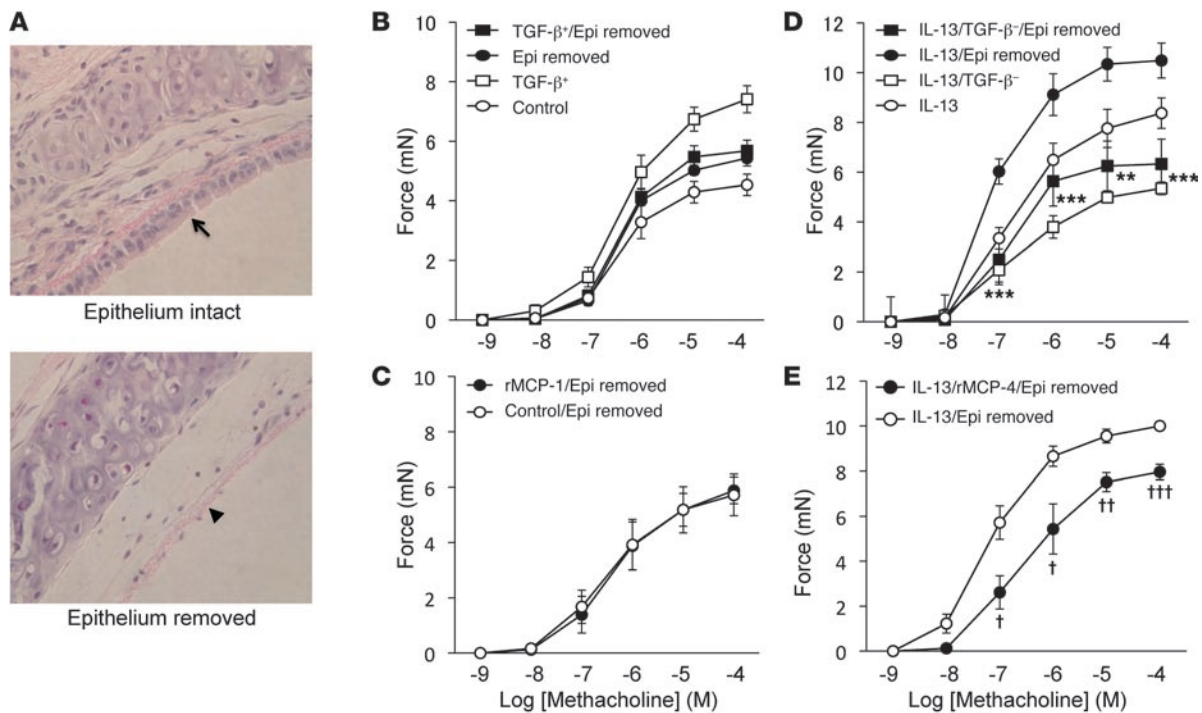 A
Epithelium intact
Epithelium removed
B
TGF-β⁺/Epi removed
Epi removed
TGF-β⁺
Control
Force (mN)
10
8
6
4
2
0
-9 -8 -7 -6 -5 -4
C
rMCP-1/Epi removed
Control/Epi removed
Force (mN)
10
8
6
4
2
0
-9 -8 -7 -6 -5 -4
Log [Methacholine] (M)
D
IL-13/TGF-β⁻/Epi removed
IL-13/Epi removed
IL-13/TGF-β⁻
IL-13
Force (mN)
12
10
8
6
4
2
0
*** *** ** ***
-9 -8 -7 -6 -5 -4
E
IL-13/rMCP-4/Epi removed
IL-13/Epi removed
Force (mN)
12
10
8
6
4
2
0
† † †† †††
-9 -8 -7 -6 -5 -4
Log [Methacholine] (M)